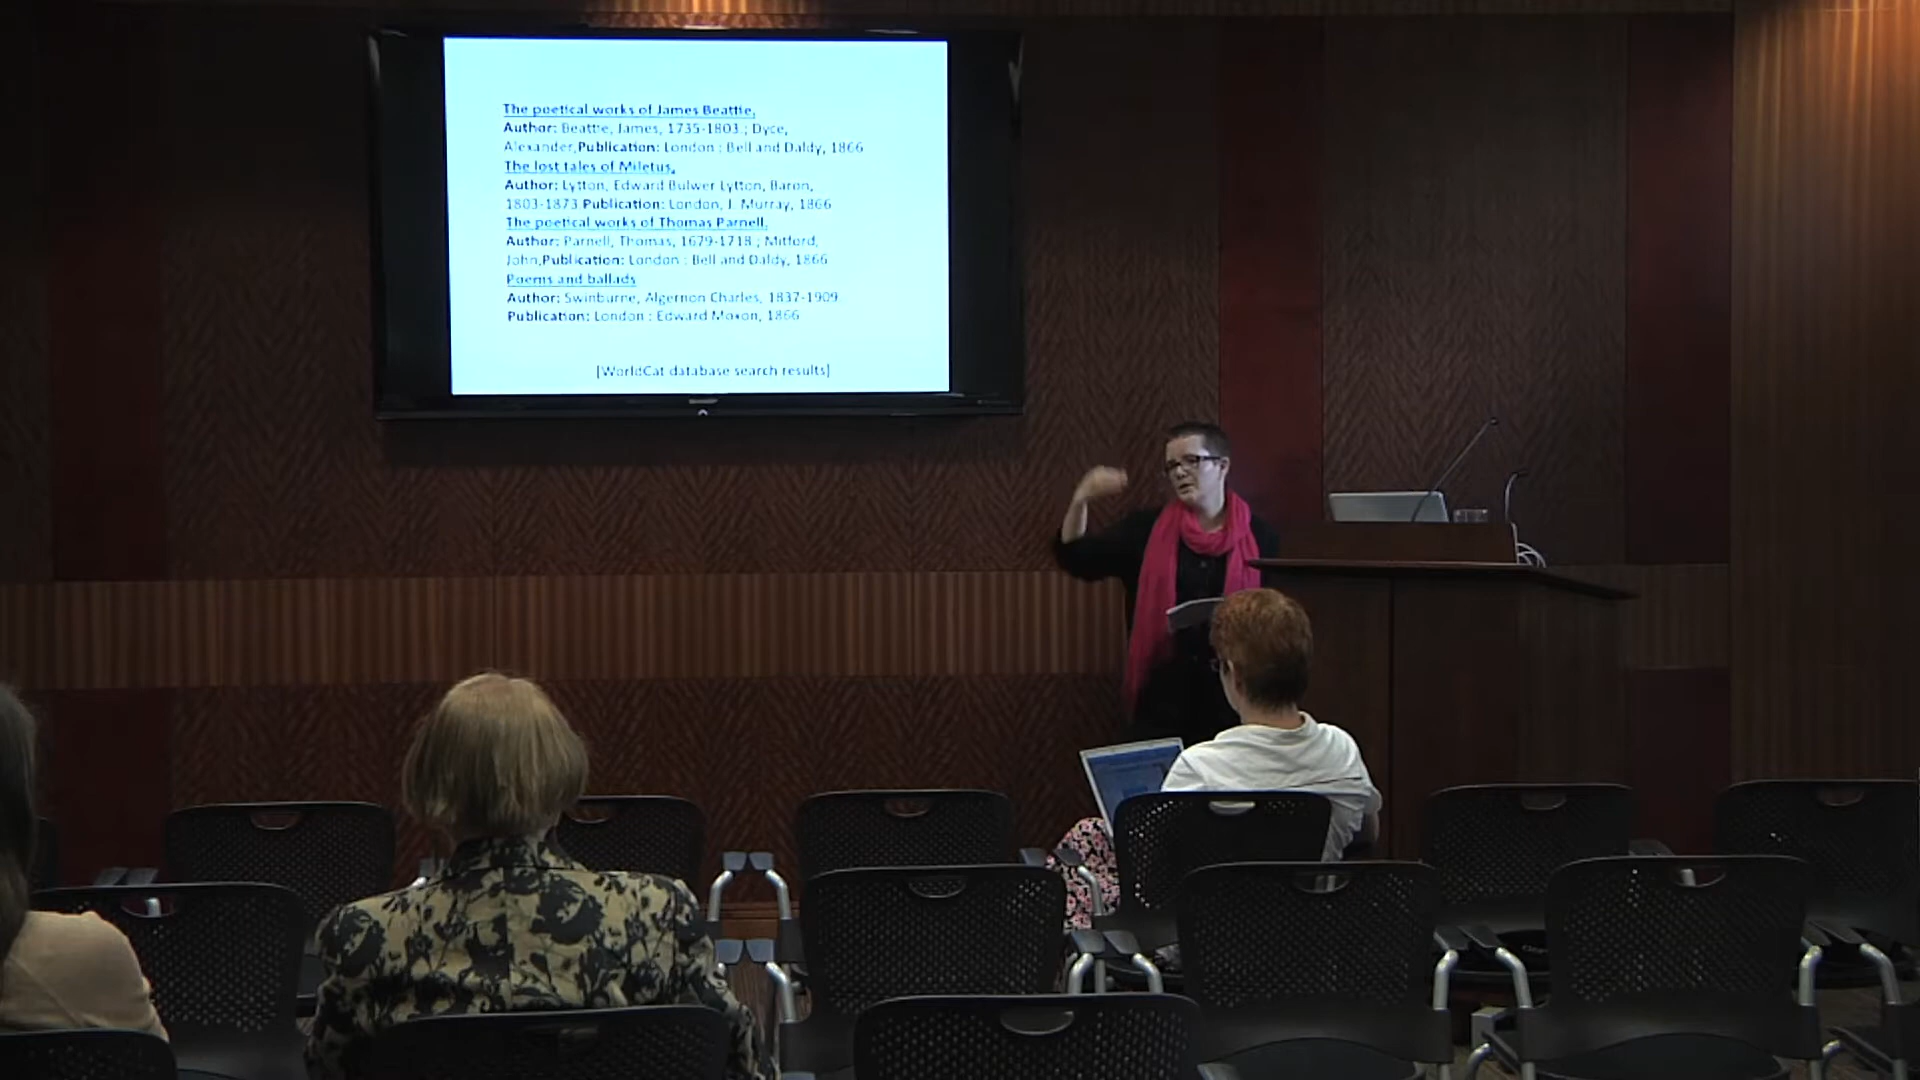 The poetical works of James Beattie,
Author: Beattie, James, 1735-1803 ; Dyce,
Alexander,Publication: London : Bell and Daldy, 1866
The lost tales of Miletus,
Author: Lytton, Edward Bulwer Lytton, Baron,
1803-1873 Publication: London, J. Murray, 1866
The poetical works of Thomas Parnell.
Author: Parnell, Thomas, 1679-1718 ; Mitford,
John,Publication: London : Bell and Daldy, 1866
Poems and ballads
Author: Swinburne, Algernon Charles, 1837-1909
Publication: London : Edward Moxon, 1866
[WorldCat database search results]